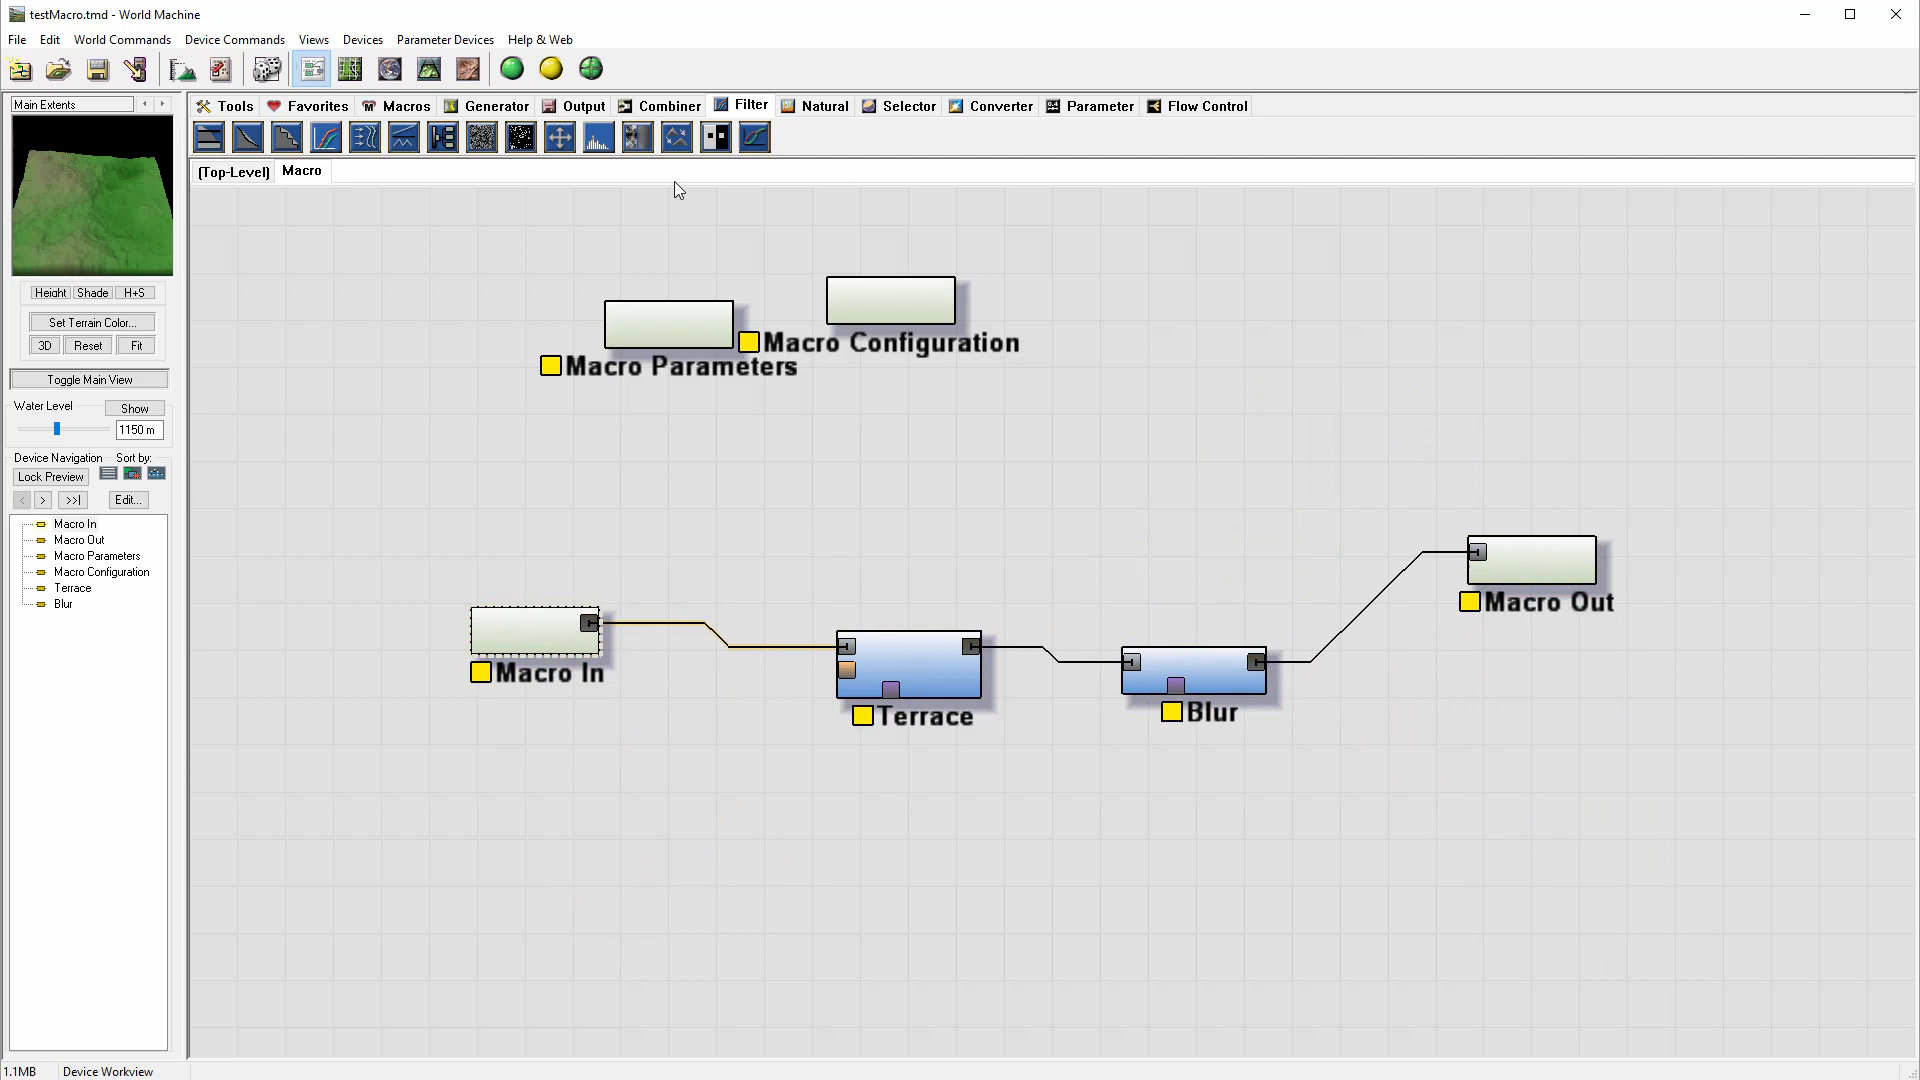 testMacro.tmd - World Machine
File Edit World Commands Device Commands Views Devices Parameter Devices Help & Web
Main Extents
Tools Favorites Macros Generator Output Combiner Filter Natural Selector Converter Parameter Flow Control
(Top-Level) Macro
Height Shade H+S
Set Terrain Color...
3D Reset Fit
Toggle Main View
Water Level Show
1150 m
Device Navigation Sort by:
Lock Preview
< > >>| Edit...
Macro In
Macro Out
Macro Parameters
Macro Configuration
Terrace
Blur
Macro Configuration
Macro Parameters
Macro Out
Macro In
Terrace
Blur
1.1MB Device Workview